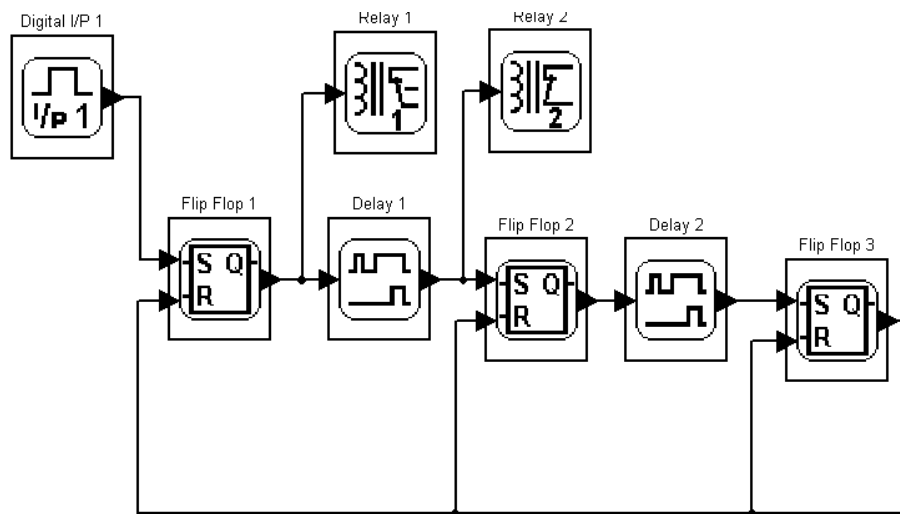 Digital I/P 1
Relay 1
Relay 2
I/P 1
1
2
Flip Flop 1
Delay 1
Flip Flop 2
Delay 2
Flip Flop 3
S Q
R
S Q
R
S Q
R